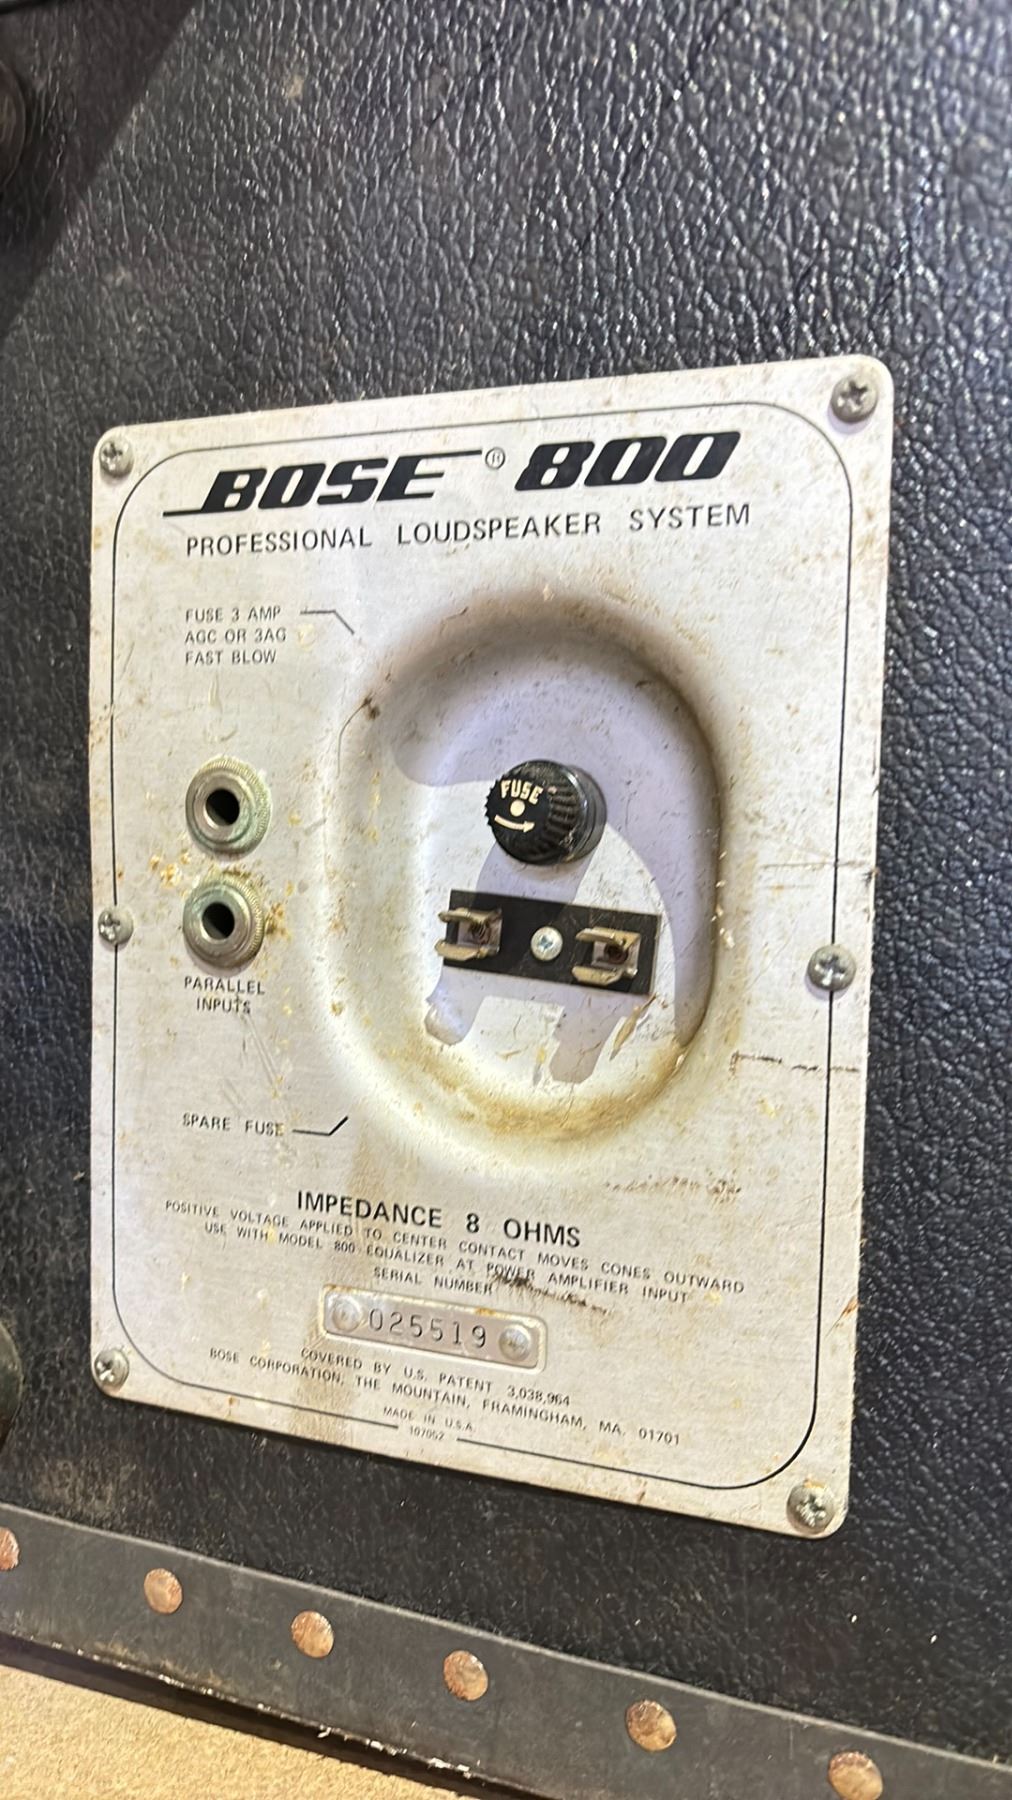 BOSE® 800
PROFESSIONAL LOUDSPEAKER SYSTEM
FUSE 3 AMP
AGC OR 3AG
FAST BLOW
FUSE
PARALLEL
INPUTS
SPARE FUSE
IMPEDANCE 8 OHMS
POSITIVE VOLTAGE APPLIED TO CENTER CONTACT MOVES CONES OUTWARD
USE WITH MODEL 800 EQUALIZER AT POWER AMPLIFIER INPUT
SERIAL NUMBER
025519
COVERED BY U.S. PATENT 3,038,964
BOSE CORPORATION, THE MOUNTAIN, FRAMINGHAM, MA. 01701
MADE IN U.S.A.
107052